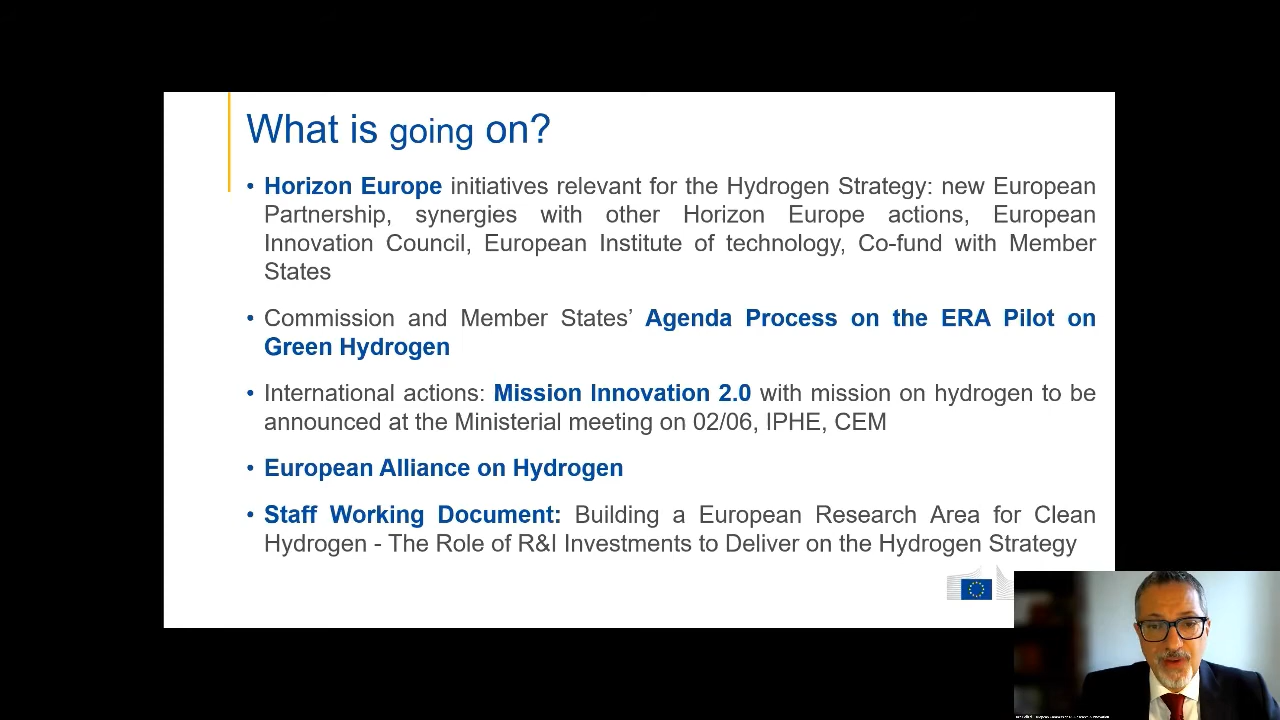 What is going on?
• Horizon Europe initiatives relevant for the Hydrogen Strategy: new European
Partnership, synergies with other Horizon Europe actions, European
Innovation Council, European Institute of technology, Co-fund with Member
States
• Commission and Member States’ Agenda Process on the ERA Pilot on
Green Hydrogen
• International actions: Mission Innovation 2.0 with mission on hydrogen to be
announced at the Ministerial meeting on 02/06, IPHE, CEM
• European Alliance on Hydrogen
• Staff Working Document: Building a European Research Area for Clean
Hydrogen - The Role of R&I Investments to Deliver on the Hydrogen Strategy